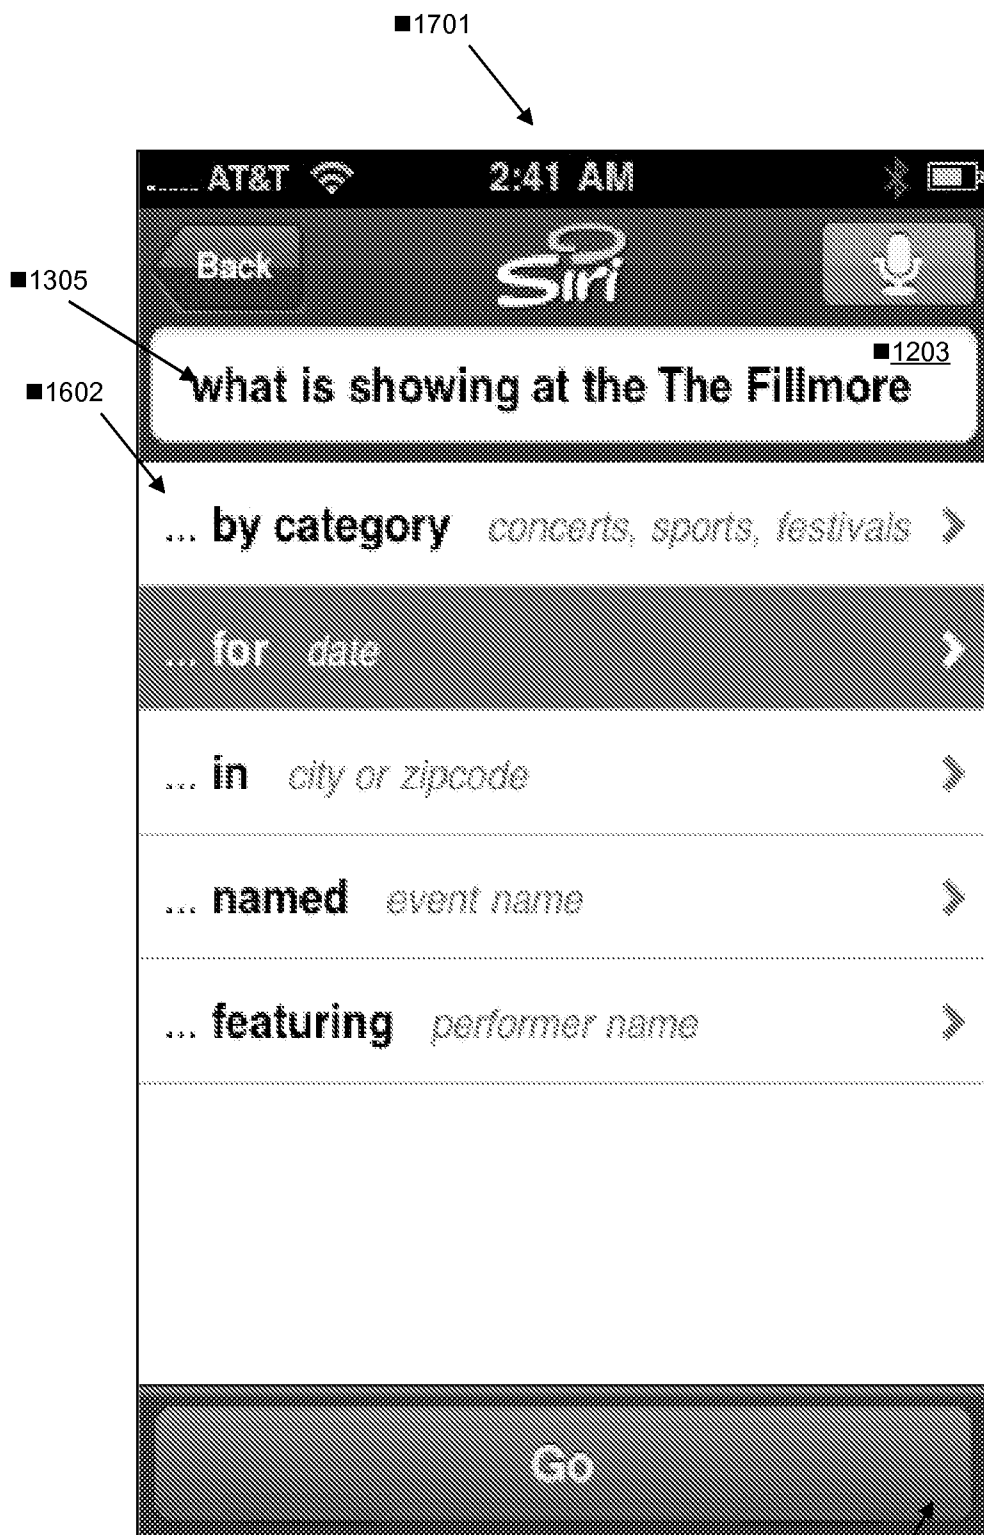 ■1701
..... AT&T 2:41 AM
Back Siri
■1305
■1203
what is showing at the The Fillmore
■1602
... by category concerts, sports, festivals
... for date
... in city or zipcode
... named event name
... featuring performer name
Go